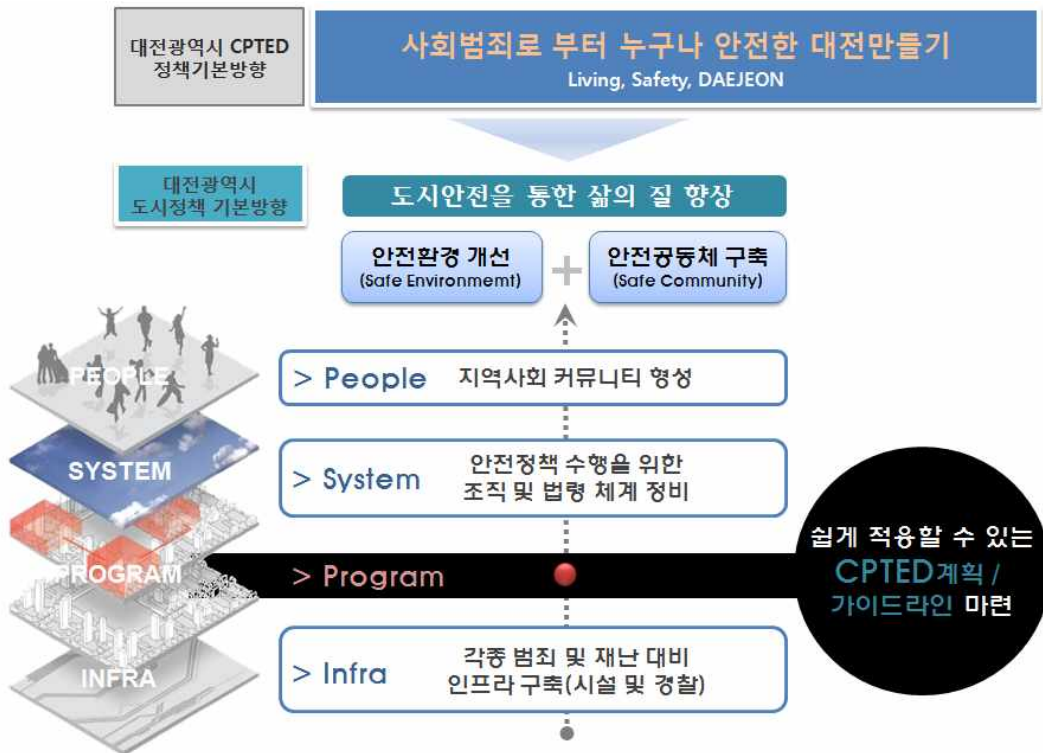 대전광역시 CPTED
정책기본방향
사회범죄로 부터 누구나 안전한 대전만들기
Living, Safety, DAEJEON
대전광역시
도시정책 기본방향
도시안전을 통한 삶의 질 향상
안전환경 개선
(Safe Environmemt)
+
안전공동체 구축
(Safe Community)
PEOPLE
> People 지역사회 커뮤니티 형성
SYSTEM
> System
안전정책 수행을 위한
조직 및 법령 체계 정비
PROGRAM
> Program
쉽게 적용할 수 있는
CPTED계획 /
가이드라인 마련
INFRA
> Infra
각종 범죄 및 재난 대비
인프라 구축(시설 및 경찰)